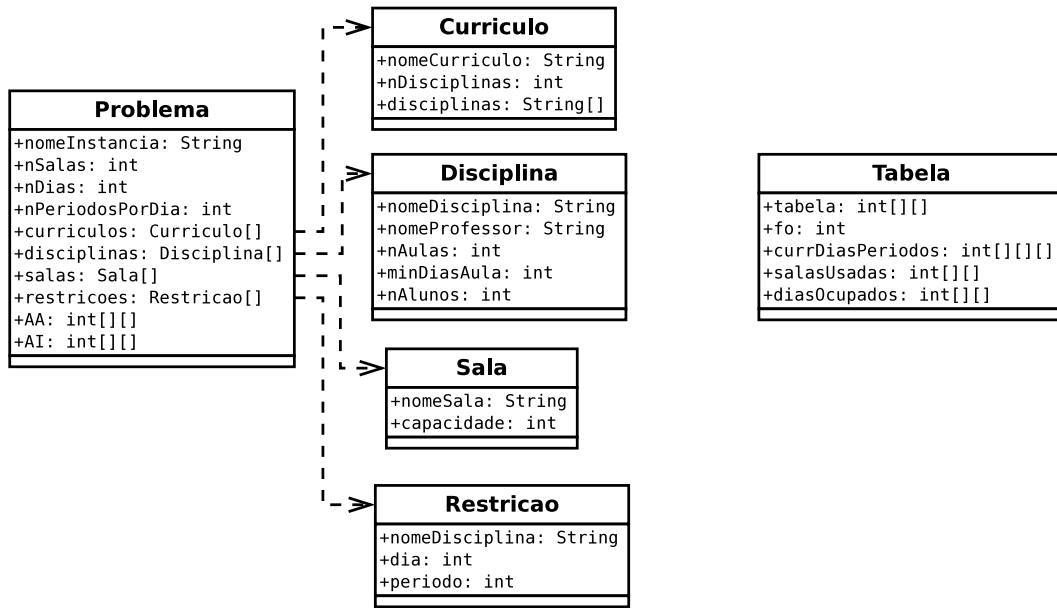 Problema
+nomeInstancia: String
+nSalas: int
+nDias: int
+nPeriodosPorDia: int
+curriculos: Curriculo[]
+disciplinas: Disciplina[]
+salas: Sala[]
+restricoes: Restricao[]
+AA: int[][]
+AI: int[][]
Curriculo
+nomeCurriculo: String
+nDisciplinas: int
+disciplinas: String[]
Disciplina
+nomeDisciplina: String
+nomeProfessor: String
+nAulas: int
+minDiasAula: int
+nAlunos: int
Sala
+nomeSala: String
+capacidade: int
Restricao
+nomeDisciplina: String
+dia: int
+periodo: int
Tabela
+tabela: int[][]
+fo: int
+currDiasPeriodos: int[][][]
+salasUsadas: int[][]
+diasOcupados: int[][]